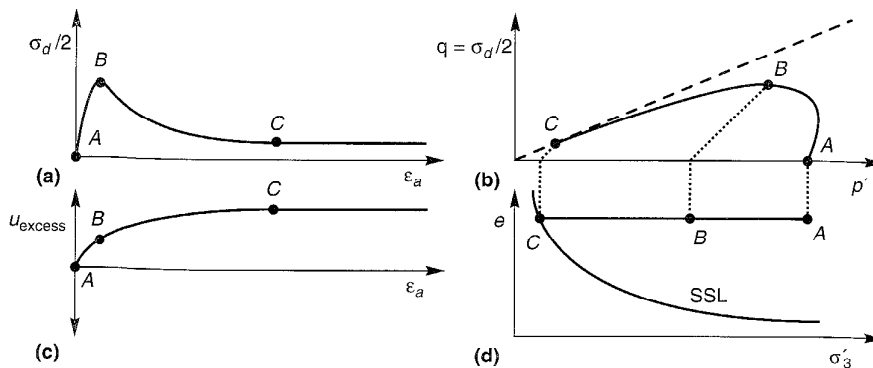 σd/2
B
A
C
(a)
εa
q = σd/2
B
C
A
(b)
p′
uexcess
B
C
A
εa
(c)
e
C
B
A
SSL
(d)
σ′3